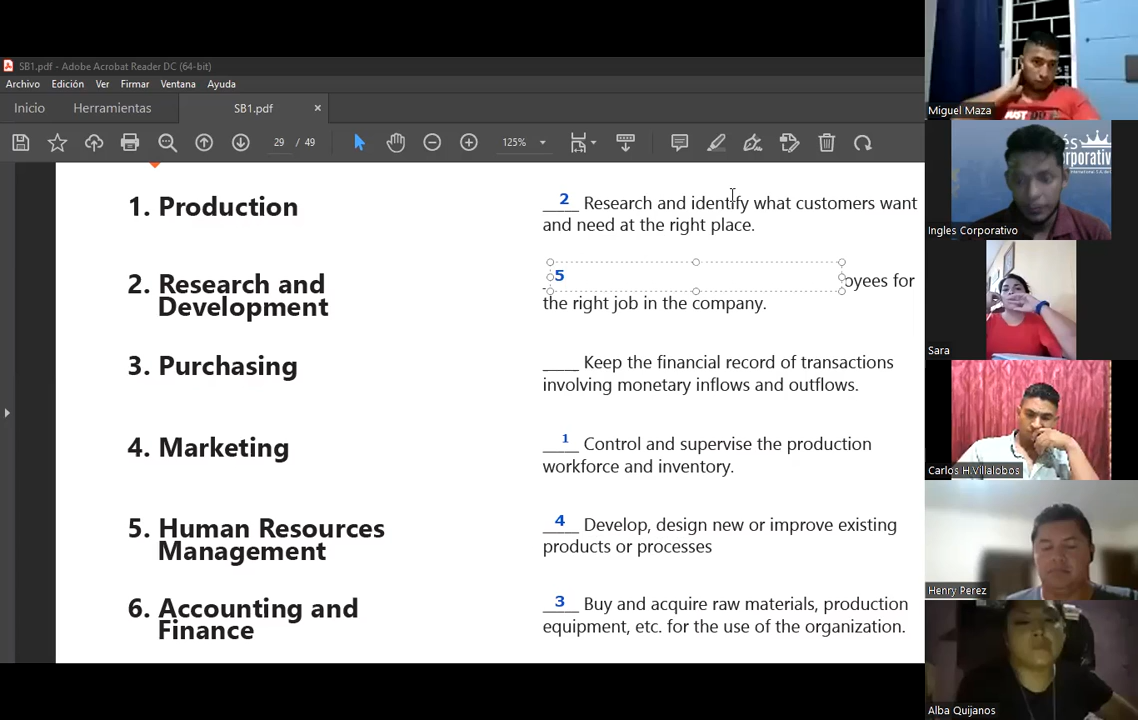 SB1.pdf - Adobe Acrobat Reader DC (64-bit)
Archivo Edición Ver Firmar Ventana Ayuda
Inicio Herramientas SB1.pdf ×
29 / 49 125%
1. Production
2 Research and identify what customers want
and need at the right place.
2. Research and
Development
5 oyees for
the right job in the company.
3. Purchasing
____ Keep the financial record of transactions
involving monetary inflows and outflows.
4. Marketing
1 Control and supervise the production
workforce and inventory.
5. Human Resources
Management
4 Develop, design new or improve existing
products or processes
6. Accounting and
Finance
3 Buy and acquire raw materials, production
equipment, etc. for the use of the organization.
Miguel Maza
Ingles Corporativo
Sara
Carlos H.Villalobos
Henry Perez
Alba Quijanos